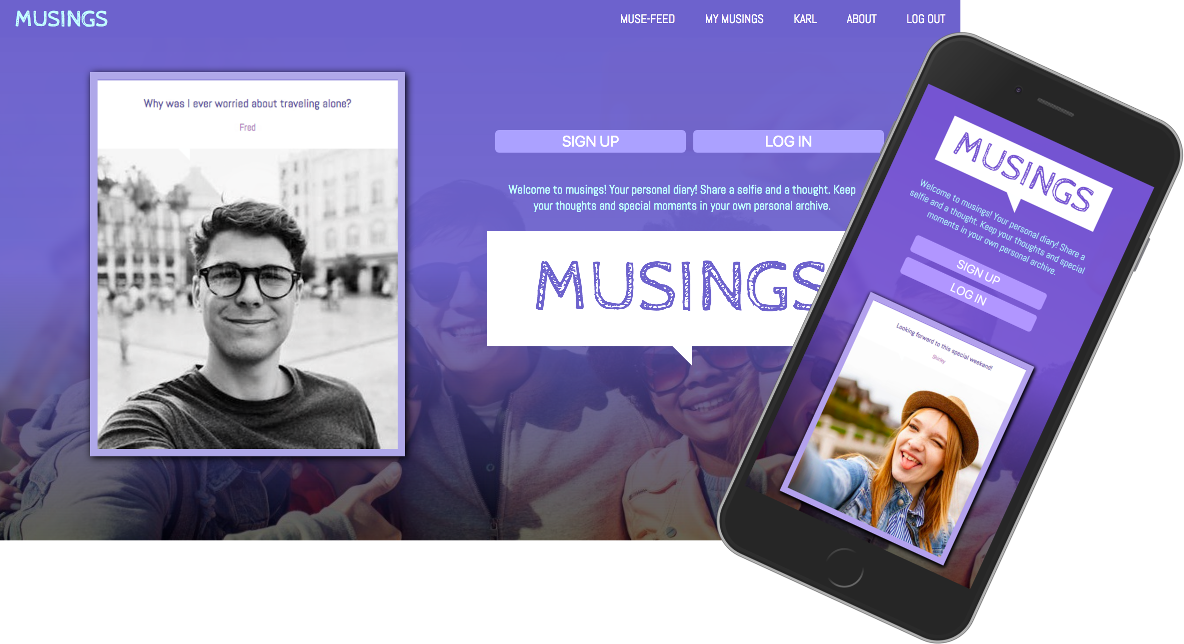 MUSINGS
MUSE-FEED MY MUSINGS KARL ABOUT LOG OUT
Why was I ever worried about traveling alone?
Fred
SIGN UP LOG IN
Welcome to musings! Your personal diary! Share a selfie and a thought. Keep
your thoughts and special moments in your own personal archive.
MUSINGS
MUSINGS
Welcome to musings! Your personal diary! Share a
selfie and a thought. Keep your thoughts and special
moments in your own personal archive.
SIGN UP
LOG IN
Looking forward to this special weekend!
Shirley